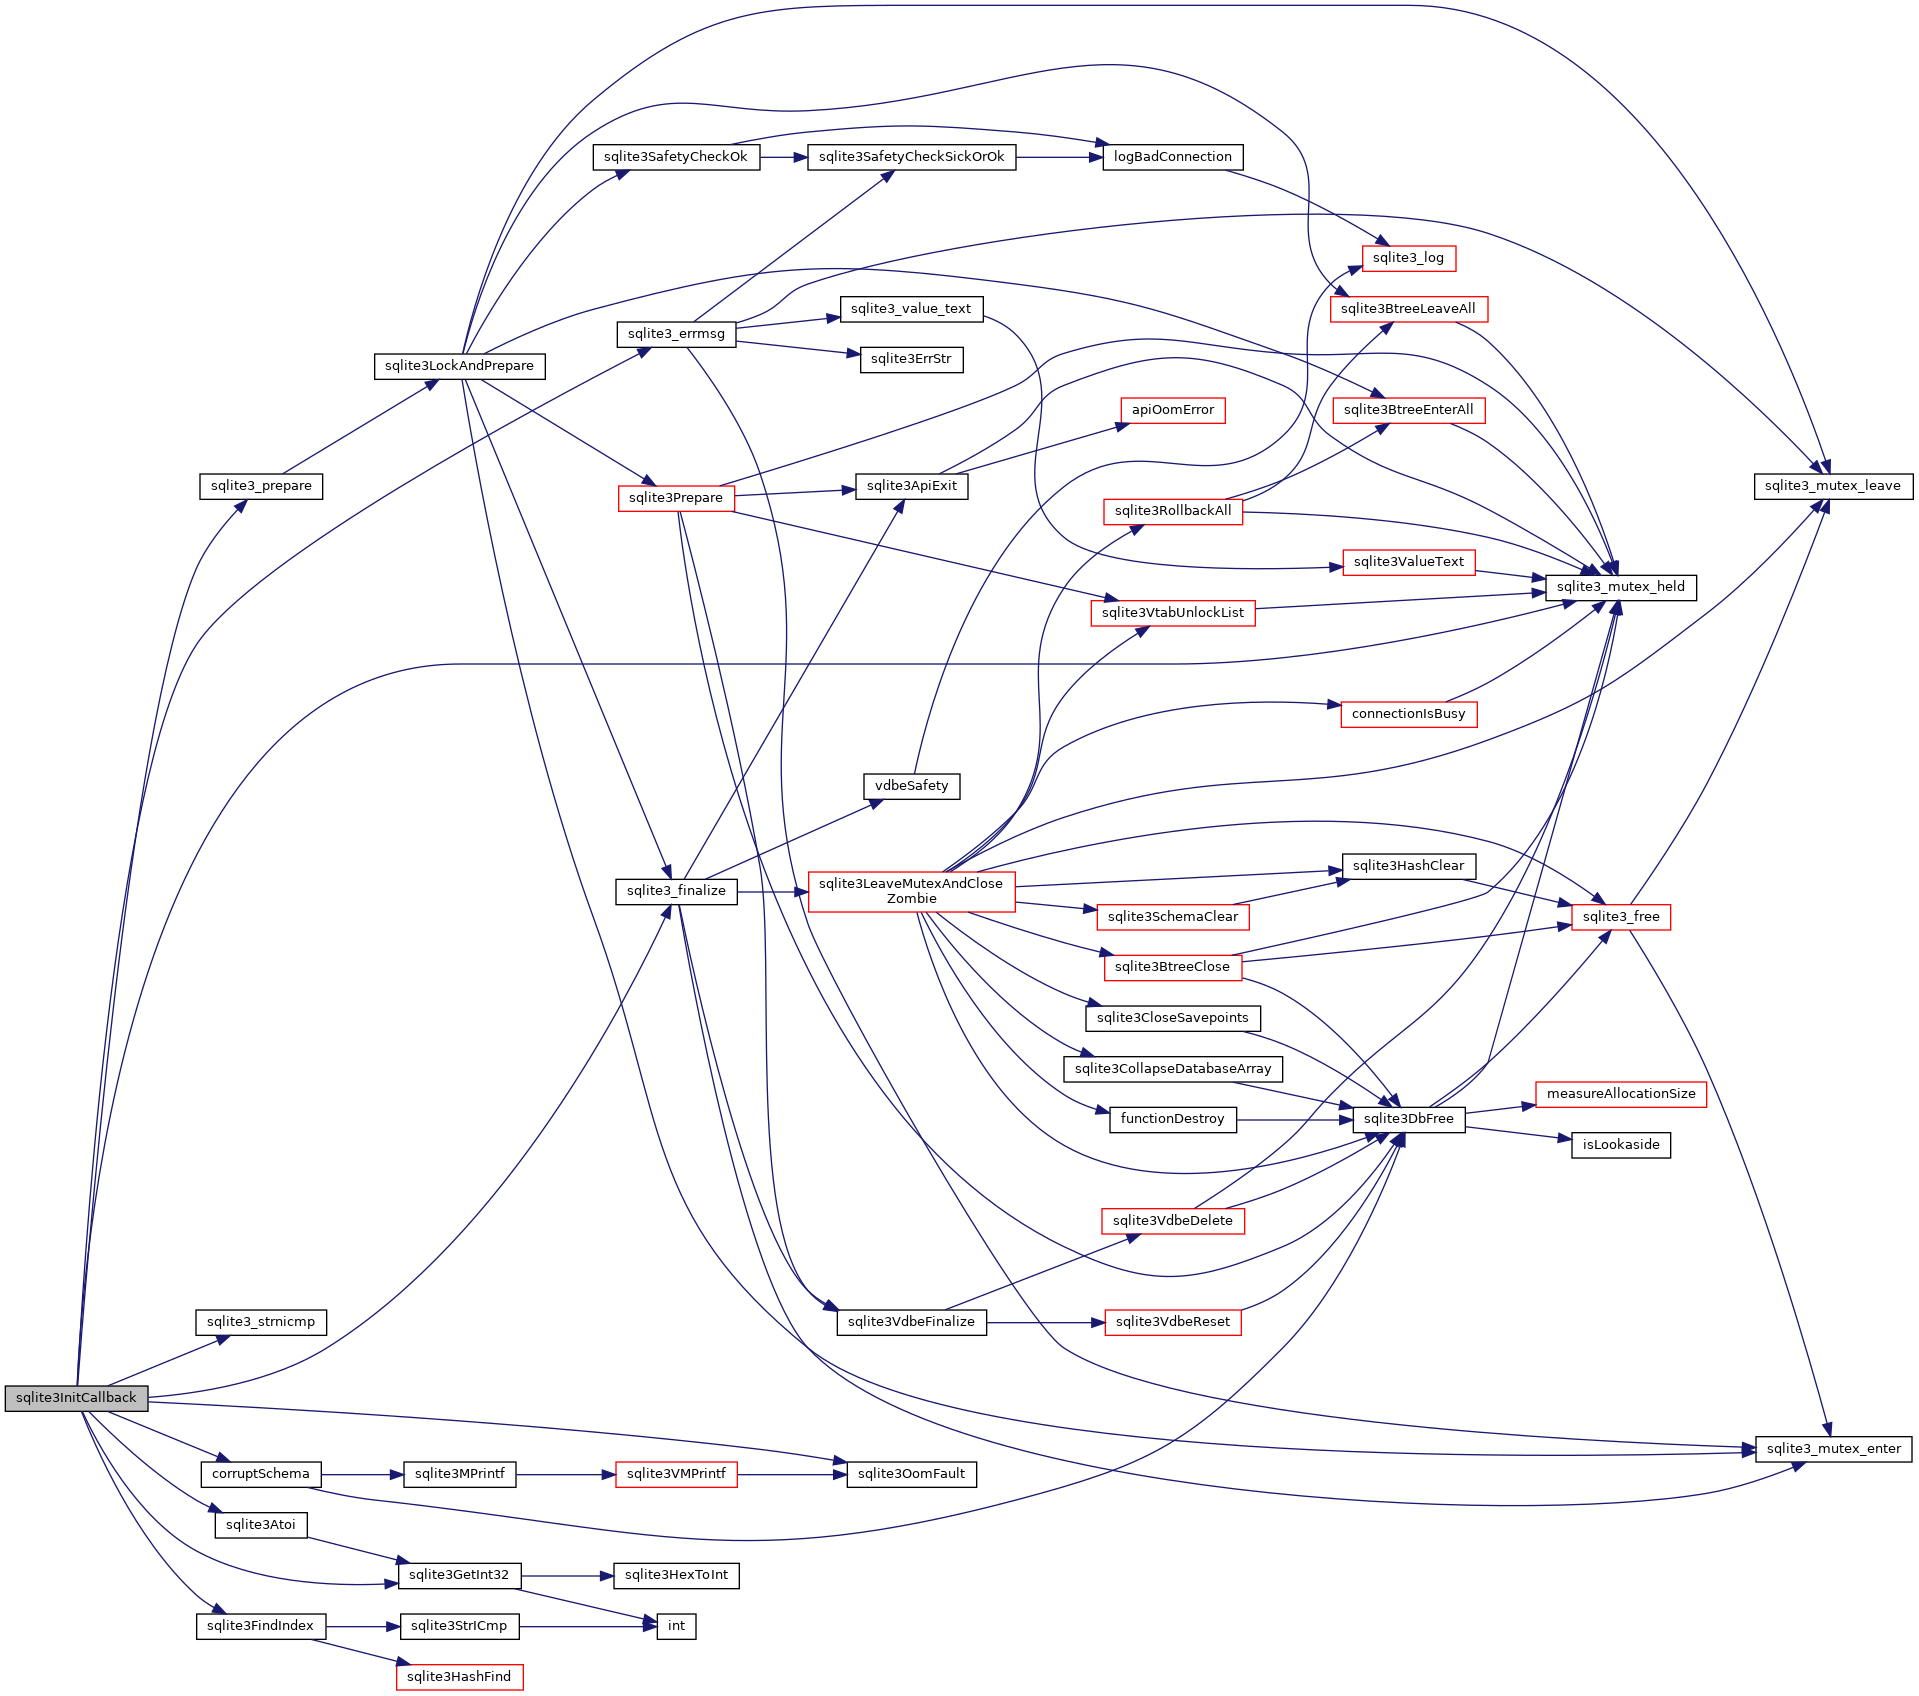 sqlite3SafetyCheckOk
sqlite3SafetyCheckSickOrOk
logBadConnection
sqlite3_log
sqlite3_value_text
sqlite3BtreeLeaveAll
sqlite3_errmsg
sqlite3ErrStr
sqlite3LockAndPrepare
apiOomError
sqlite3BtreeEnterAll
sqlite3_prepare
sqlite3Prepare
sqlite3ApiExit
sqlite3_mutex_leave
sqlite3RollbackAll
sqlite3ValueText
sqlite3_mutex_held
sqlite3VtabUnlockList
connectionIsBusy
vdbeSafety
sqlite3HashClear
sqlite3_finalize
sqlite3LeaveMutexAndClose
Zombie
sqlite3SchemaClear
sqlite3_free
sqlite3BtreeClose
sqlite3CloseSavepoints
sqlite3CollapseDatabaseArray
measureAllocationSize
functionDestroy
sqlite3DbFree
isLookaside
sqlite3VdbeDelete
sqlite3_strnicmp
sqlite3VdbeFinalize
sqlite3VdbeReset
sqlite3InitCallback
sqlite3_mutex_enter
corruptSchema
sqlite3MPrintf
sqlite3VMPrintf
sqlite3OomFault
sqlite3Atoi
sqlite3GetInt32
sqlite3HexToInt
sqlite3FindIndex
sqlite3StrICmp
int
sqlite3HashFind